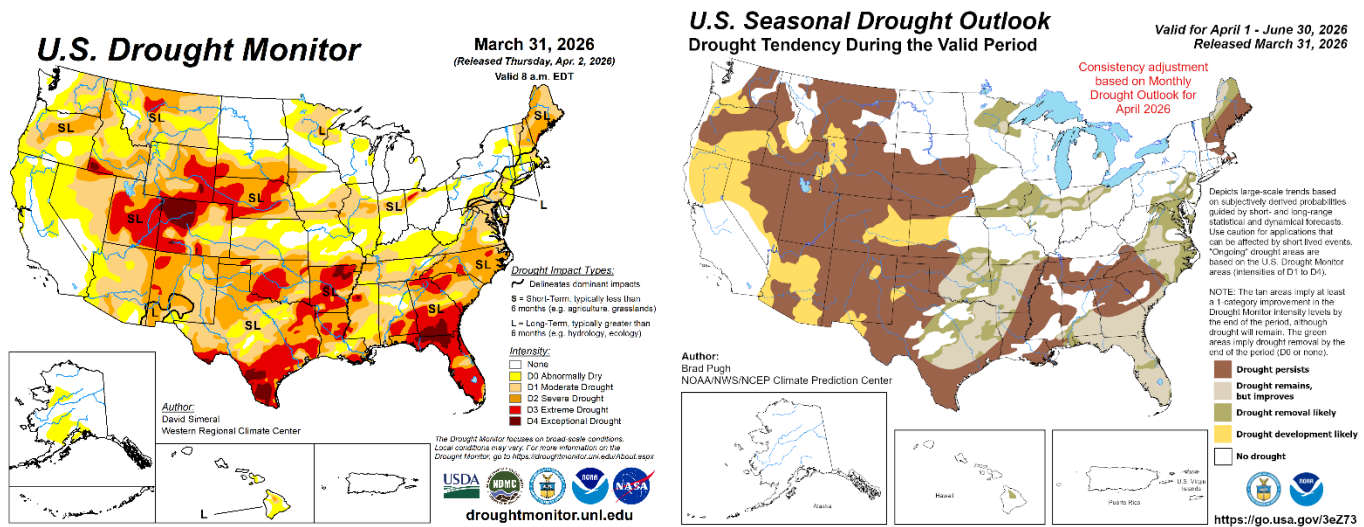 U.S. Drought Monitor
March 31, 2026
(Released Thursday, Apr. 2, 2026)
Valid 8 a.m. EDT
SL
SL
L
SL
SL
SL
SL
L
SL
SL
SL
SL
L
Drought Impact Types:
Delineates dominant impacts
S = Short-Term, typically less than
6 months (e.g. agriculture, grasslands)
L = Long-Term, typically greater than
6 months (e.g. hydrology, ecology)
Intensity:
None
D0 Abnormally Dry
D1 Moderate Drought
D2 Severe Drought
D3 Extreme Drought
D4 Exceptional Drought
Author:
David Simeral
Western Regional Climate Center
L
The Drought Monitor focuses on broad-scale conditions.
Local conditions may vary. For more information on the
Drought Monitor, go to https://droughtmonitor.unl.edu/About.aspx
USDA
NDMC
NOAA
NASA
droughtmonitor.unl.edu
U.S. Seasonal Drought Outlook
Drought Tendency During the Valid Period
Valid for April 1 - June 30, 2026
Released March 31, 2026
Consistency adjustment
based on Monthly
Drought Outlook for
April 2026
Depicts large-scale trends based
on subjectively derived probabilities
guided by short- and long-range
statistical and dynamical forecasts.
Use caution for applications that
can be affected by short lived events.
"Ongoing" drought areas are
based on the U.S. Drought Monitor
areas (intensities of D1 to D4).
NOTE: The tan areas imply at least
a 1-category improvement in the
Drought Monitor intensity levels by
the end of the period, although
drought will remain. The green
areas imply drought removal by the
end of the period (D0 or none).
Author:
Brad Pugh
NOAA/NWS/NCEP Climate Prediction Center
Drought persists
Drought remains,
but improves
Drought removal likely
Drought development likely
No drought
Alaska
Hawaii
Puerto Rico
U.S. Virgin
Islands
NOAA
https://go.usa.gov/3eZ73